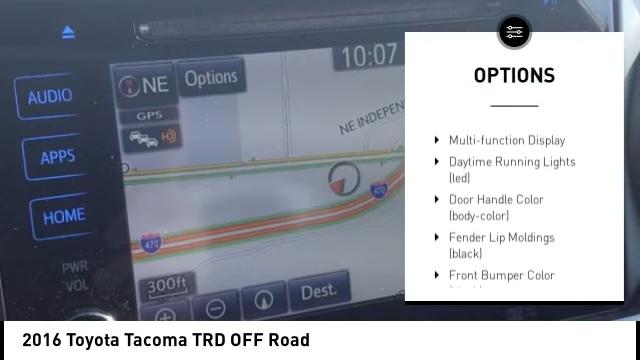 AUDIO
APPS
HOME
PWR
VOL
NE
Options
GPS
10:07
NE INDEPEN
470
470
300ft
Dest.
OPTIONS
Multi-function Display
Daytime Running Lights
(led)
Door Handle Color
(body-color)
Fender Lip Moldings
(black)
Front Bumper Color
2016 Toyota Tacoma TRD OFF Road